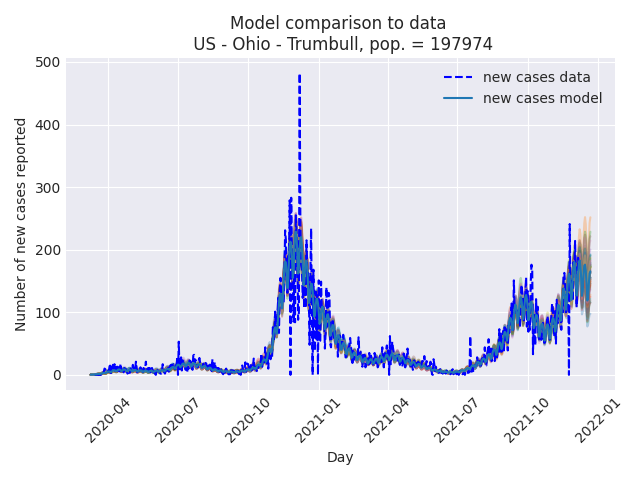 Model comparison to data
US - Ohio - Trumbull, pop. = 197974
new cases data
new cases model
Number of new cases reported
500
400
300
200
100
0
2020-04
2020-07
2020-10
2021-01
2021-04
2021-07
2021-10
2022-01
Day